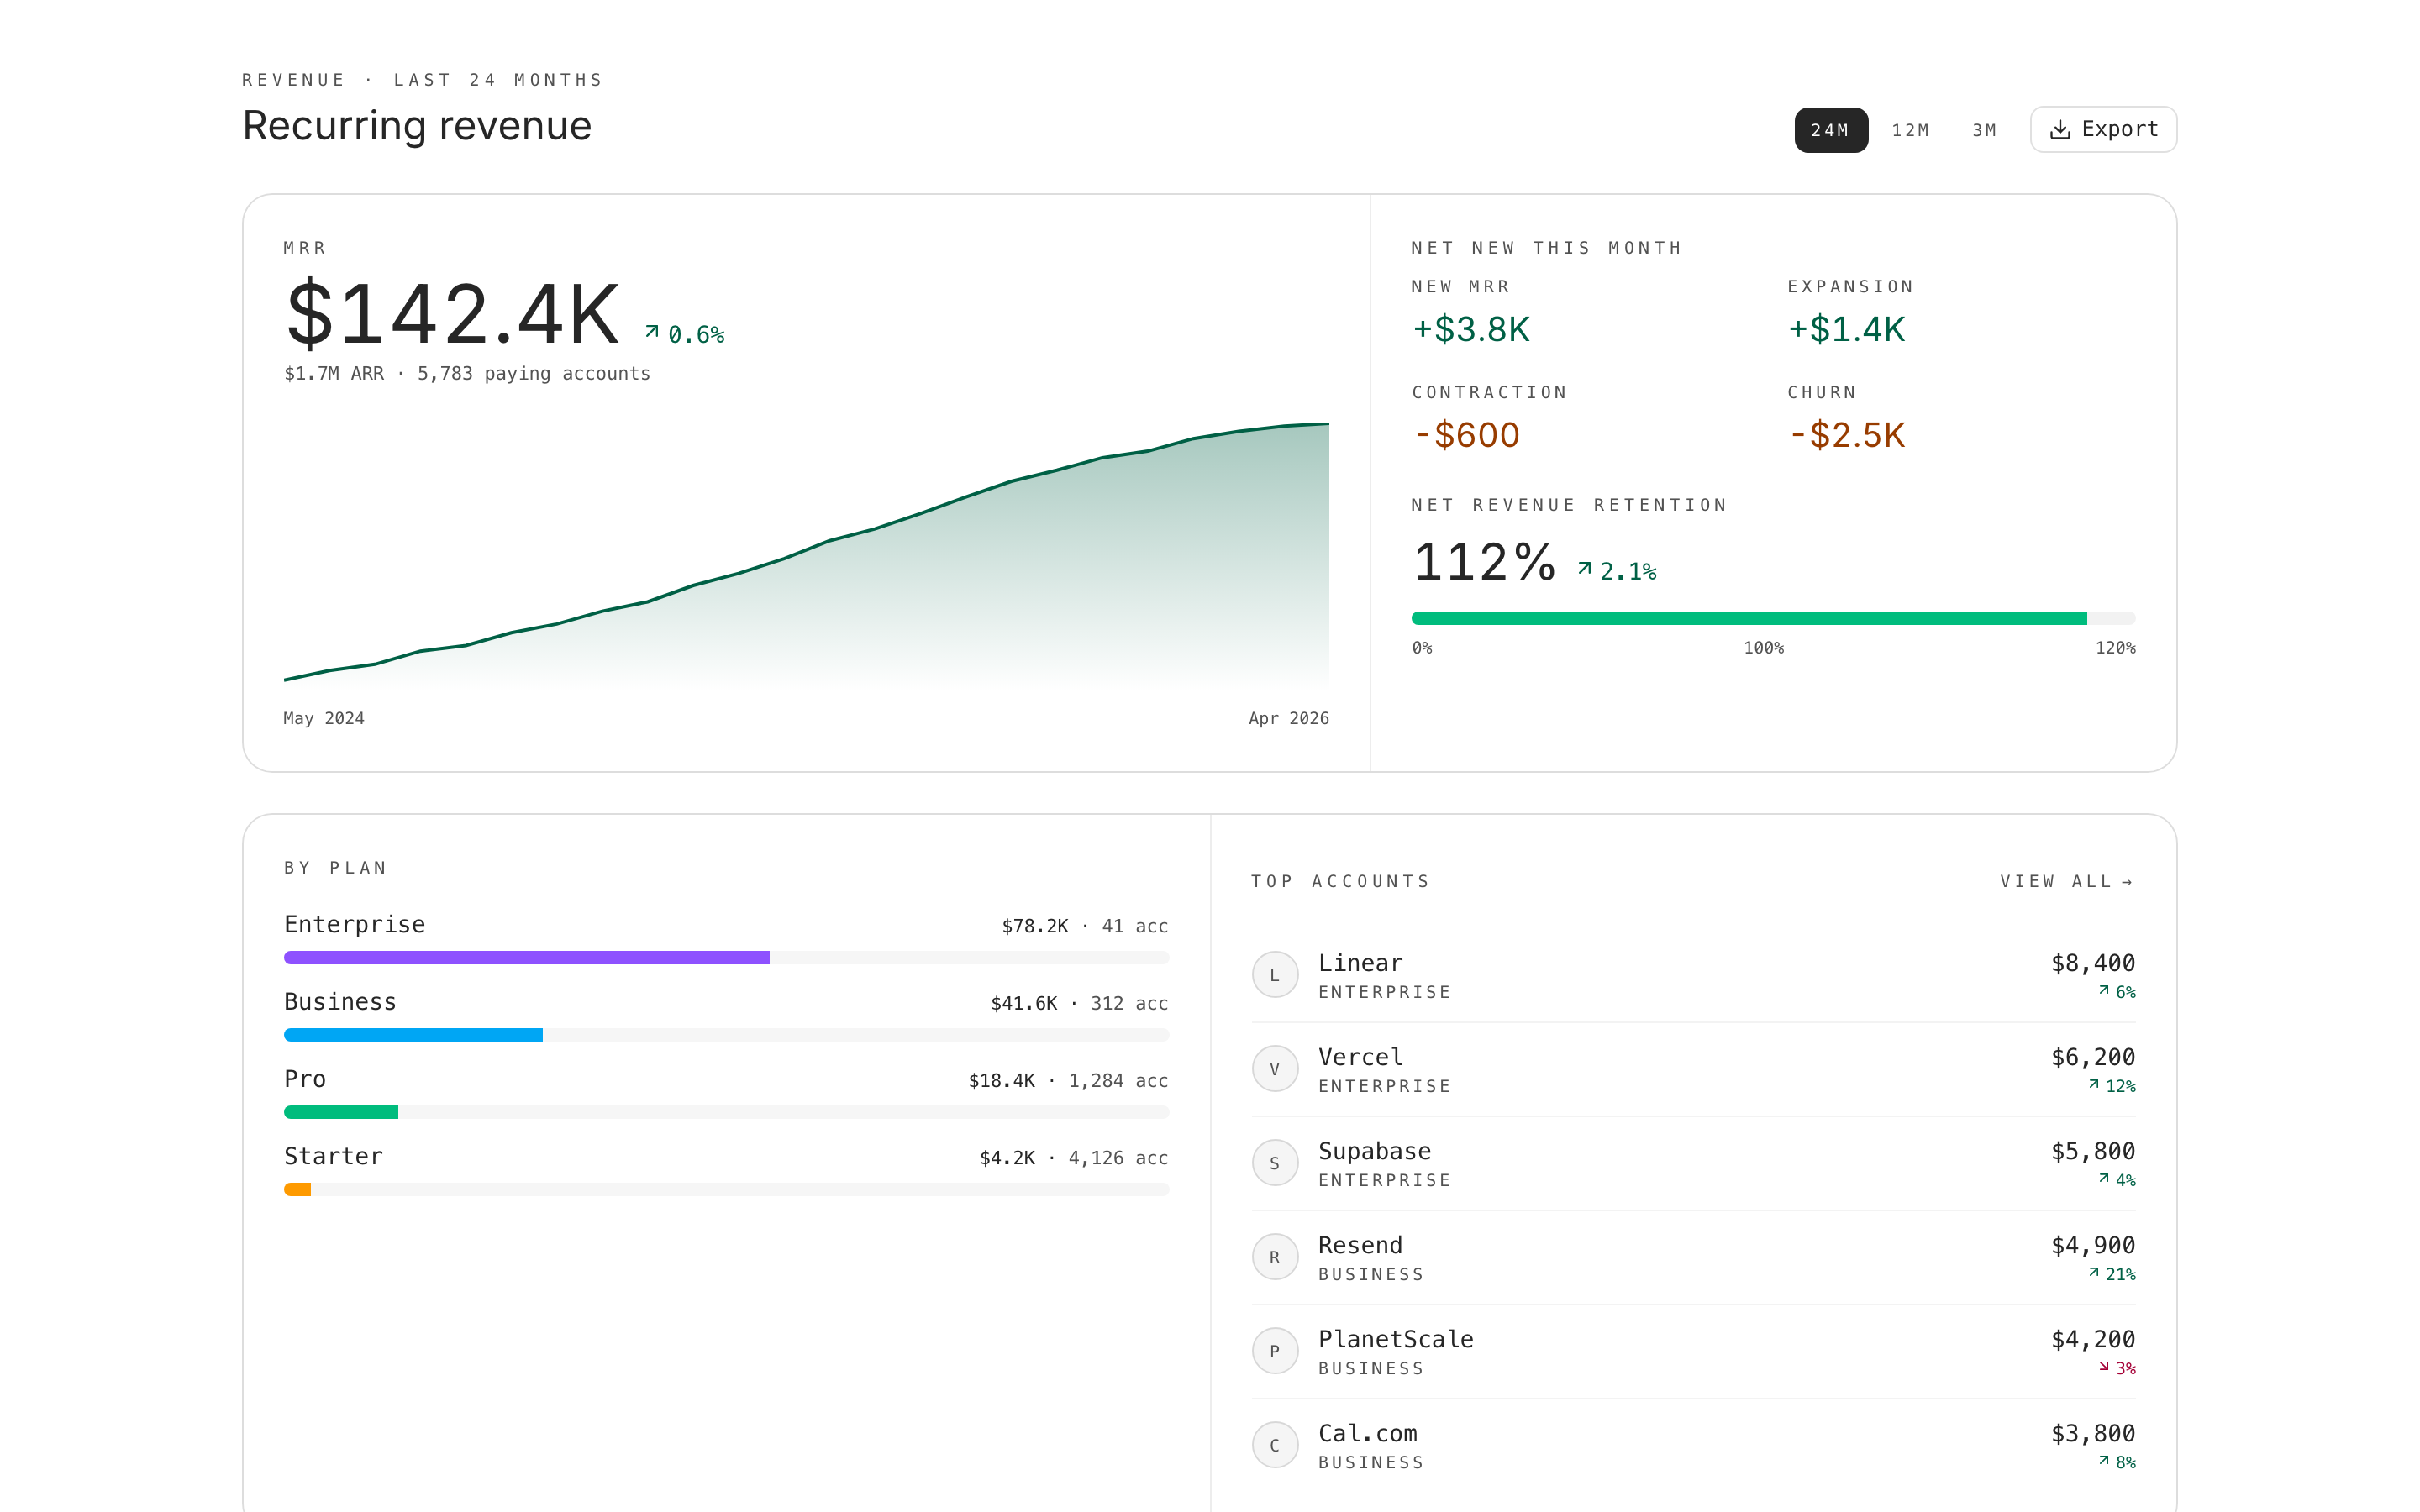 REVENUE · LAST 24 MONTHS
Recurring revenue
24M 12M 3M Export
MRR
$142.4K 0.6%
$1.7M ARR · 5,783 paying accounts
May 2024 Apr 2026
NET NEW THIS MONTH
NEW MRR EXPANSION
+$3.8K +$1.4K
CONTRACTION CHURN
-$600 -$2.5K
NET REVENUE RETENTION
112% 2.1%
0% 100% 120%
BY PLAN
Enterprise $78.2K · 41 acc
Business $41.6K · 312 acc
Pro $18.4K · 1,284 acc
Starter $4.2K · 4,126 acc
TOP ACCOUNTS VIEW ALL →
L Linear $8,400
ENTERPRISE 6%
V Vercel $6,200
ENTERPRISE 12%
S Supabase $5,800
ENTERPRISE 4%
R Resend $4,900
BUSINESS 21%
P PlanetScale $4,200
BUSINESS 3%
C Cal.com $3,800
BUSINESS 8%